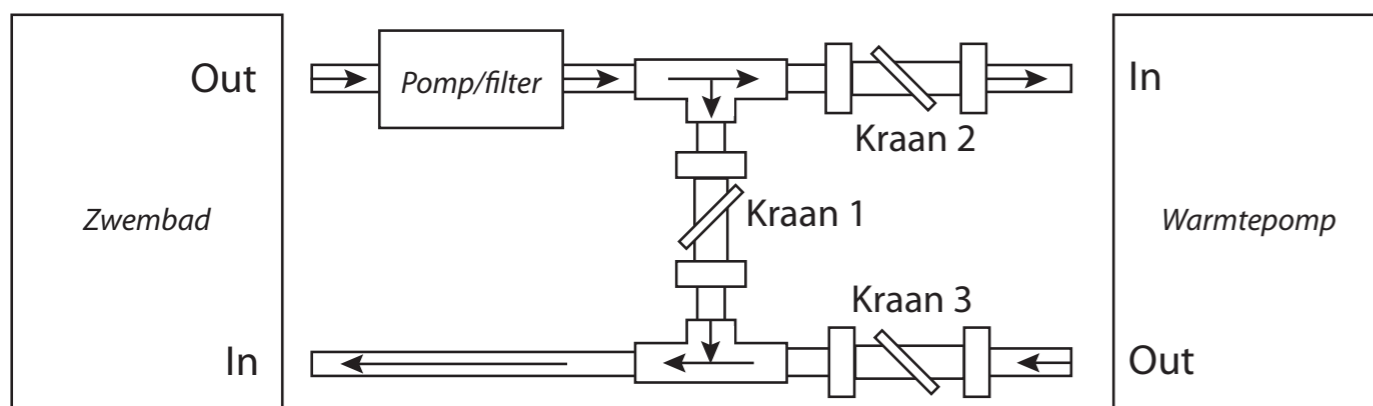 Out
Pomp/filter
In
Kraan 2
Zwembad
Kraan 1
Warmtepomp
Kraan 3
In
Out